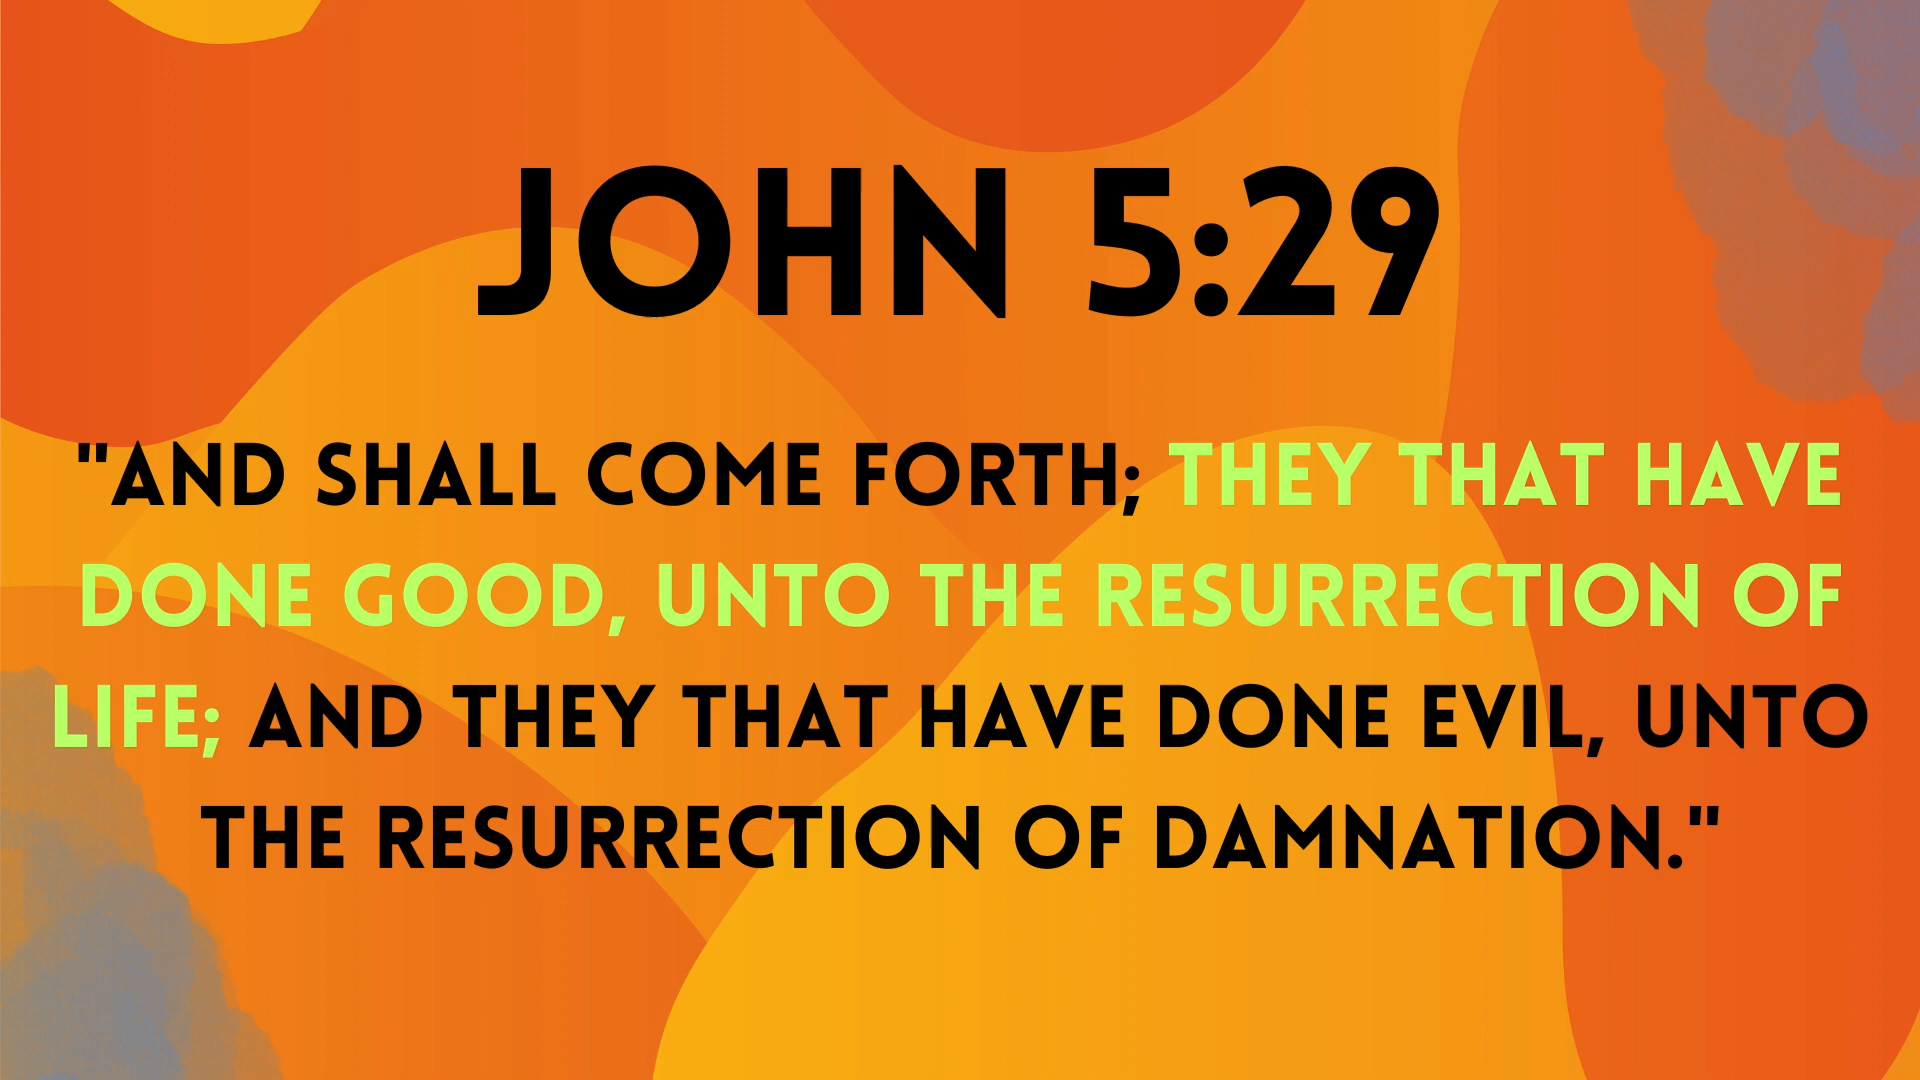 JOHN 5:29
"AND SHALL COME FORTH; THEY THAT HAVE
DONE GOOD, UNTO THE RESURRECTION OF
LIFE; AND THEY THAT HAVE DONE EVIL, UNTO
THE RESURRECTION OF DAMNATION."